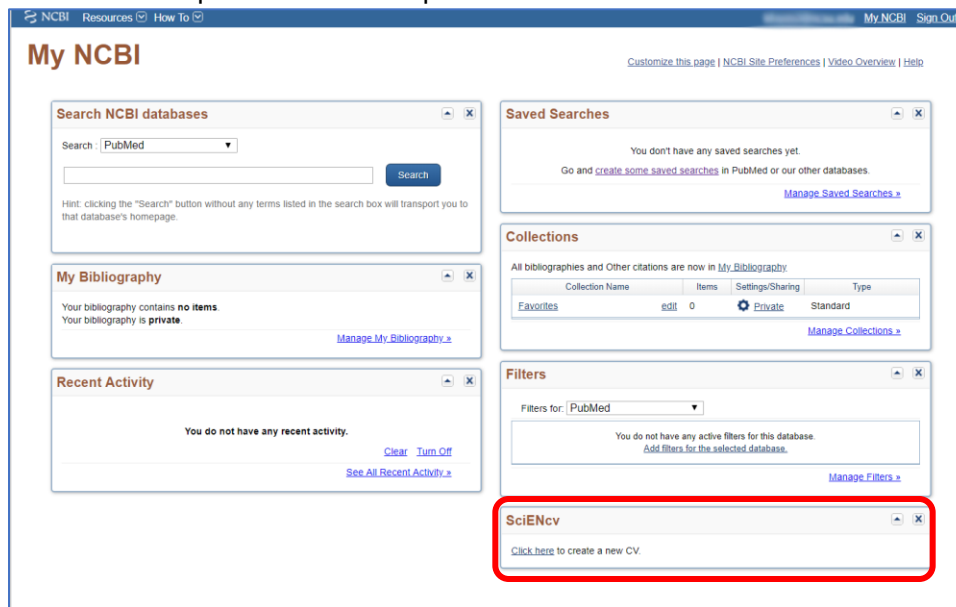 NCBI Resources How To My NCBI Sign Out
My NCBI
Customize this page | NCBI Site Preferences | Video Overview | Help
Search NCBI databases
Search : PubMed
Search
Hint: clicking the "Search" button without any terms listed in the search box will transport you to
that database's homepage.
My Bibliography
Your bibliography contains no items.
Your bibliography is private.
Manage My Bibliography »
Recent Activity
You do not have any recent activity.
Clear Turn Off
See All Recent Activity »
Saved Searches
You don't have any saved searches yet.
Go and create some saved searches in PubMed or our other databases.
Manage Saved Searches »
Collections
All bibliographies and Other citations are now in My Bibliography
Collection Name Items Settings/Sharing Type
Favorites edit 0 Private Standard
Manage Collections »
Filters
Filters for: PubMed
You do not have any active filters for this database.
Add filters for the selected database.
Manage Filters »
SciENcv
Click here to create a new CV.